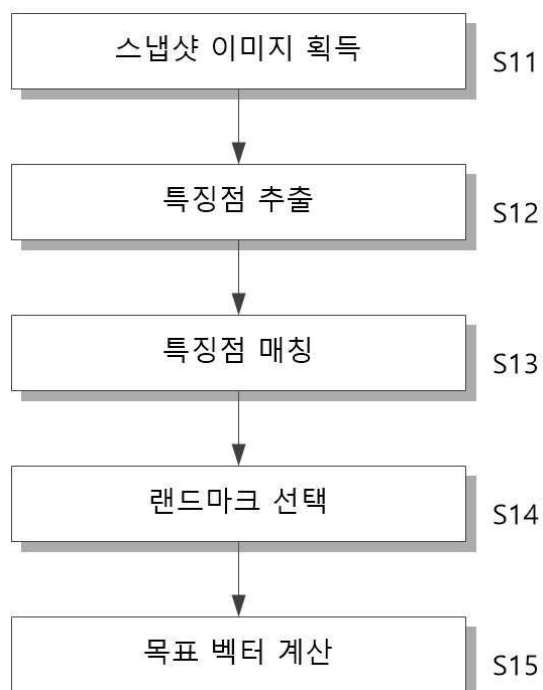 스냅샷 이미지 획득
S11
특징점 추출
S12
특징점 매칭
S13
랜드마크 선택
S14
목표 벡터 계산
S15